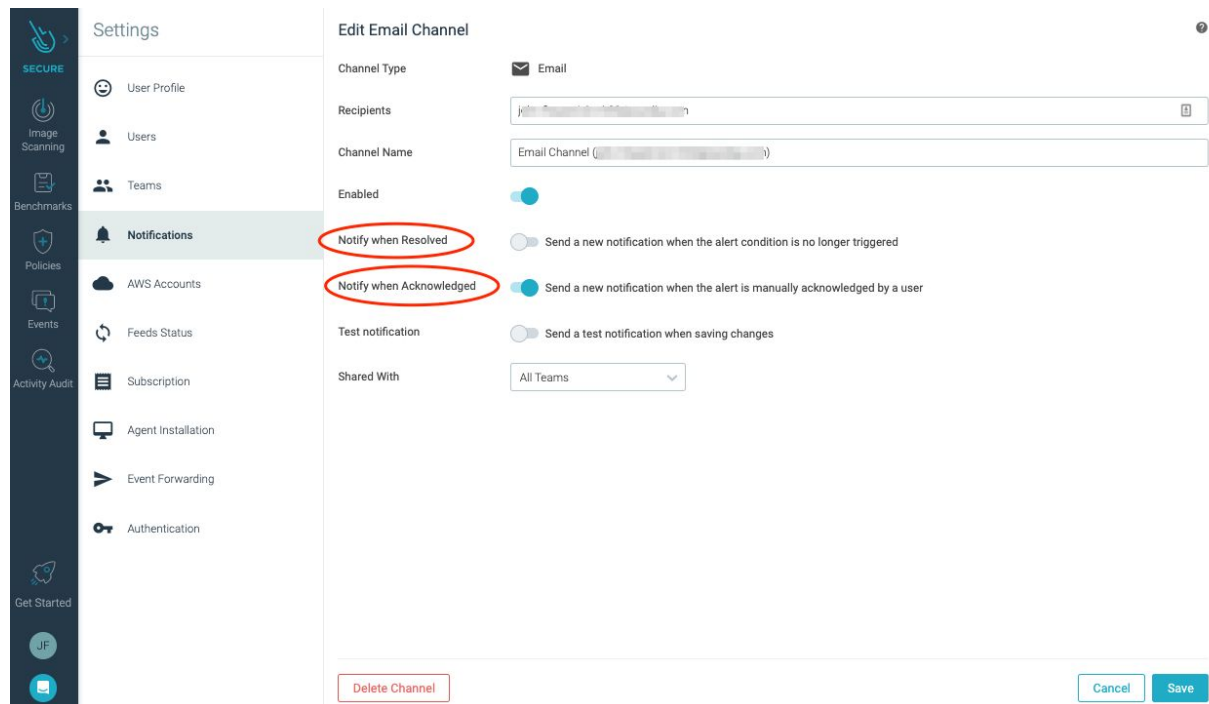 SECURE
Image
Scanning
Benchmarks
Policies
Events
Activity Audit
Get Started
JF
Settings
User Profile
Users
Teams
Notifications
AWS Accounts
Feeds Status
Subscription
Agent Installation
Event Forwarding
Authentication
Edit Email Channel
?
Channel Type Email
Recipients
Channel Name Email Channel (
Enabled
Notify when Resolved Send a new notification when the alert condition is no longer triggered
Notify when Acknowledged Send a new notification when the alert is manually acknowledged by a user
Test notification Send a test notification when saving changes
Shared With All Teams
Delete Channel Cancel Save